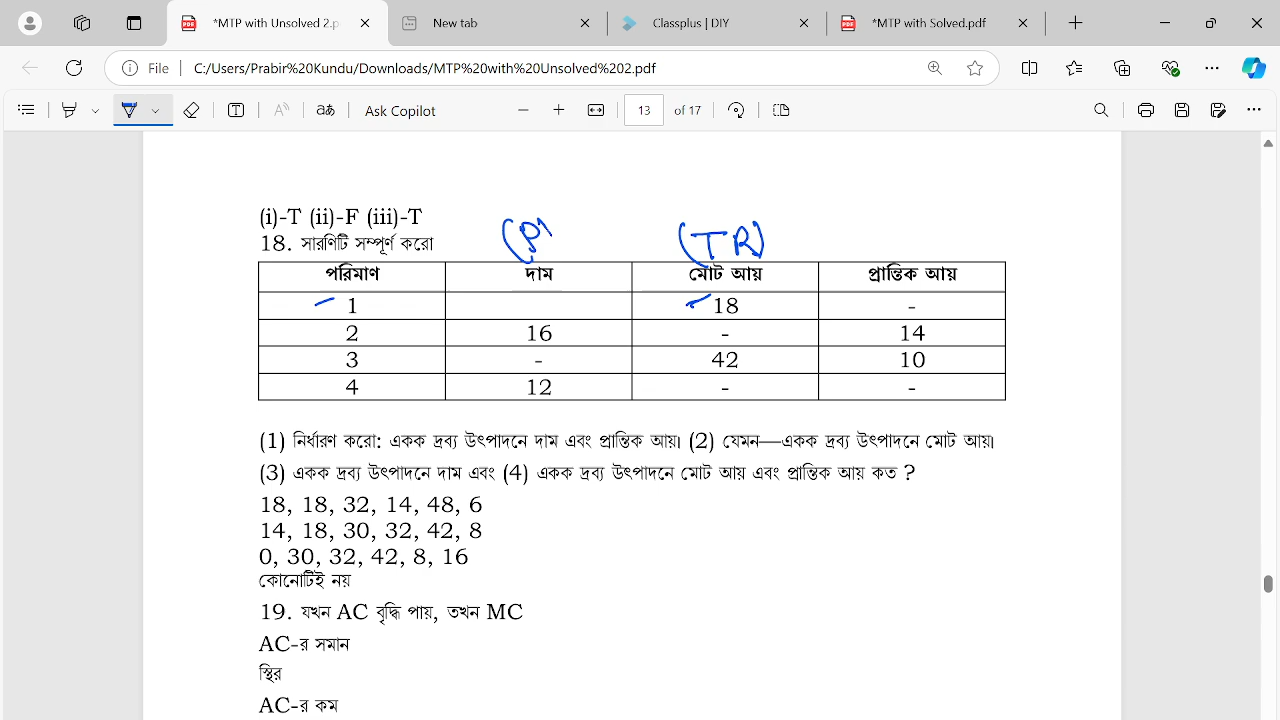 *MTP with Unsolved 2.p
New tab
Classplus | DIY
*MTP with Solved.pdf
File
C:/Users/Prabir%20Kundu/Downloads/MTP%20with%20Unsolved%202.pdf
Ask Copilot
13 of 17
(i)-T (ii)-F (iii)-T
18. সারণিটি সম্পূর্ণ করো
(P) (TR)
পরিমাণ দাম মোট আয় প্রান্তিক আয়
1 18 -
2 16 - 14
3 - 42 10
4 12 - -
(1) নির্ধারণ করো: একক দ্রব্য উৎপাদনে দাম এবং প্রান্তিক আয়। (2) যেমন—একক দ্রব্য উৎপাদনে মোট আয়।
(3) একক দ্রব্য উৎপাদনে দাম এবং (4) একক দ্রব্য উৎপাদনে মোট আয় এবং প্রান্তিক আয় কত ?
18, 18, 32, 14, 48, 6
14, 18, 30, 32, 42, 8
0, 30, 32, 42, 8, 16
কোনোটিই নয়
19. যখন AC বৃদ্ধি পায়, তখন MC
AC-র সমান
স্থির
AC-র কম